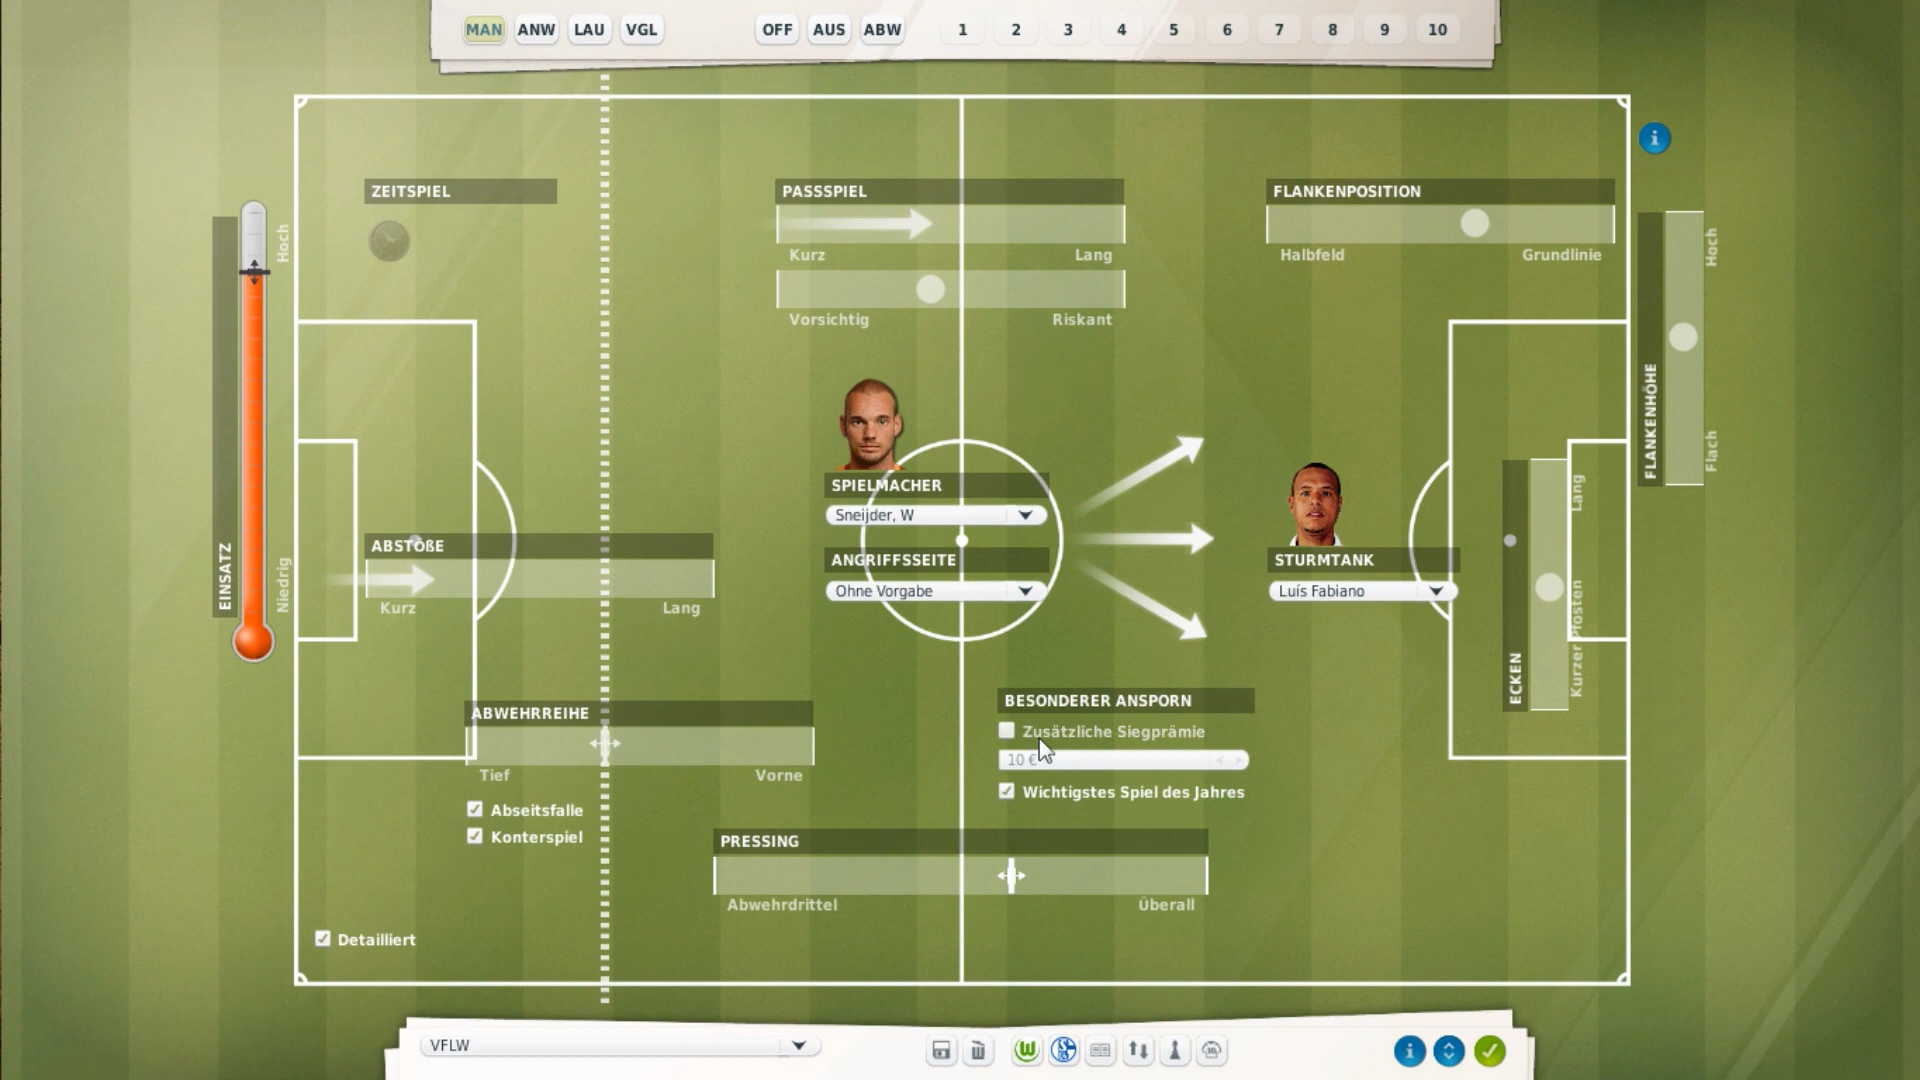 MAN ANW LAU VGL OFF AUS ABW 1 2 3 4 5 6 7 8 9 10
ZEITSPIEL
PASSSPIEL
Kurz Lang
Vorsichtig Riskant
FLANKENPOSITION
Halbfeld Grundlinie
EINSATZ
Hoch
Niedrig
FLANKENHÖHE
Hoch
Flach
SPIELMACHER
Sneijder, W
ANGRIFFSSEITE
Ohne Vorgabe
STURMTANK
Luís Fabiano
ECKEN
Lang
Kurzer Pfosten
ABSTÖßE
Kurz Lang
ABWEHRREIHE
Tief Vorne
Abseitsfalle
Konterspiel
BESONDERER ANSPORN
Zusätzliche Siegprämie
10 €
Wichtigstes Spiel des Jahres
PRESSING
Abwehrdrittel Überall
Detailliert
VFLW